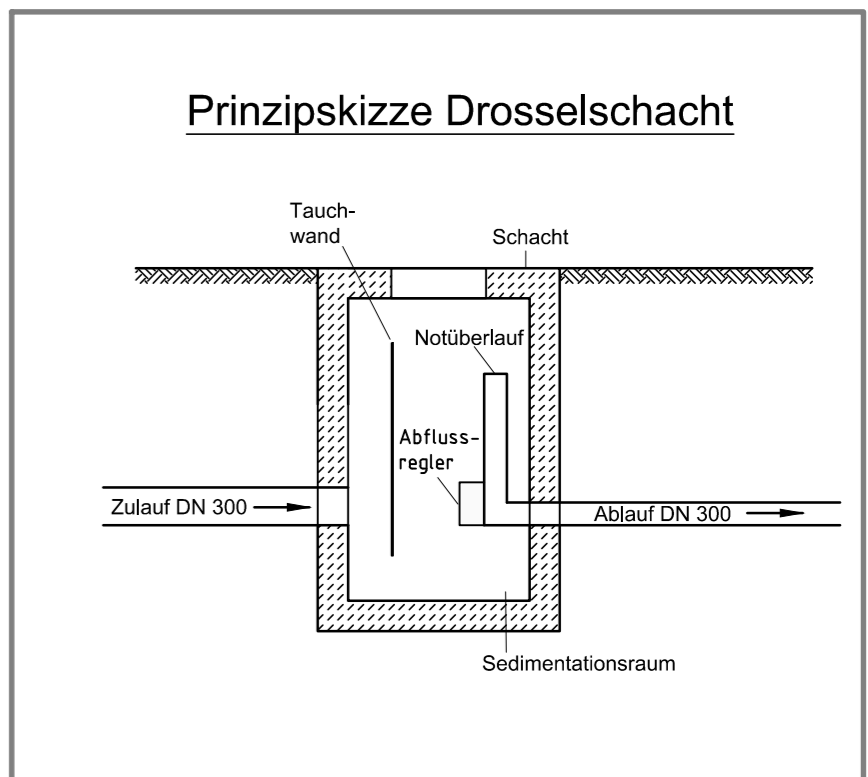 Prinzipskizze Drosselschacht
Tauch-
wand
Schacht
Notüberlauf
Abfluss-
regler
Zulauf DN 300
Ablauf DN 300
Sedimentationsraum